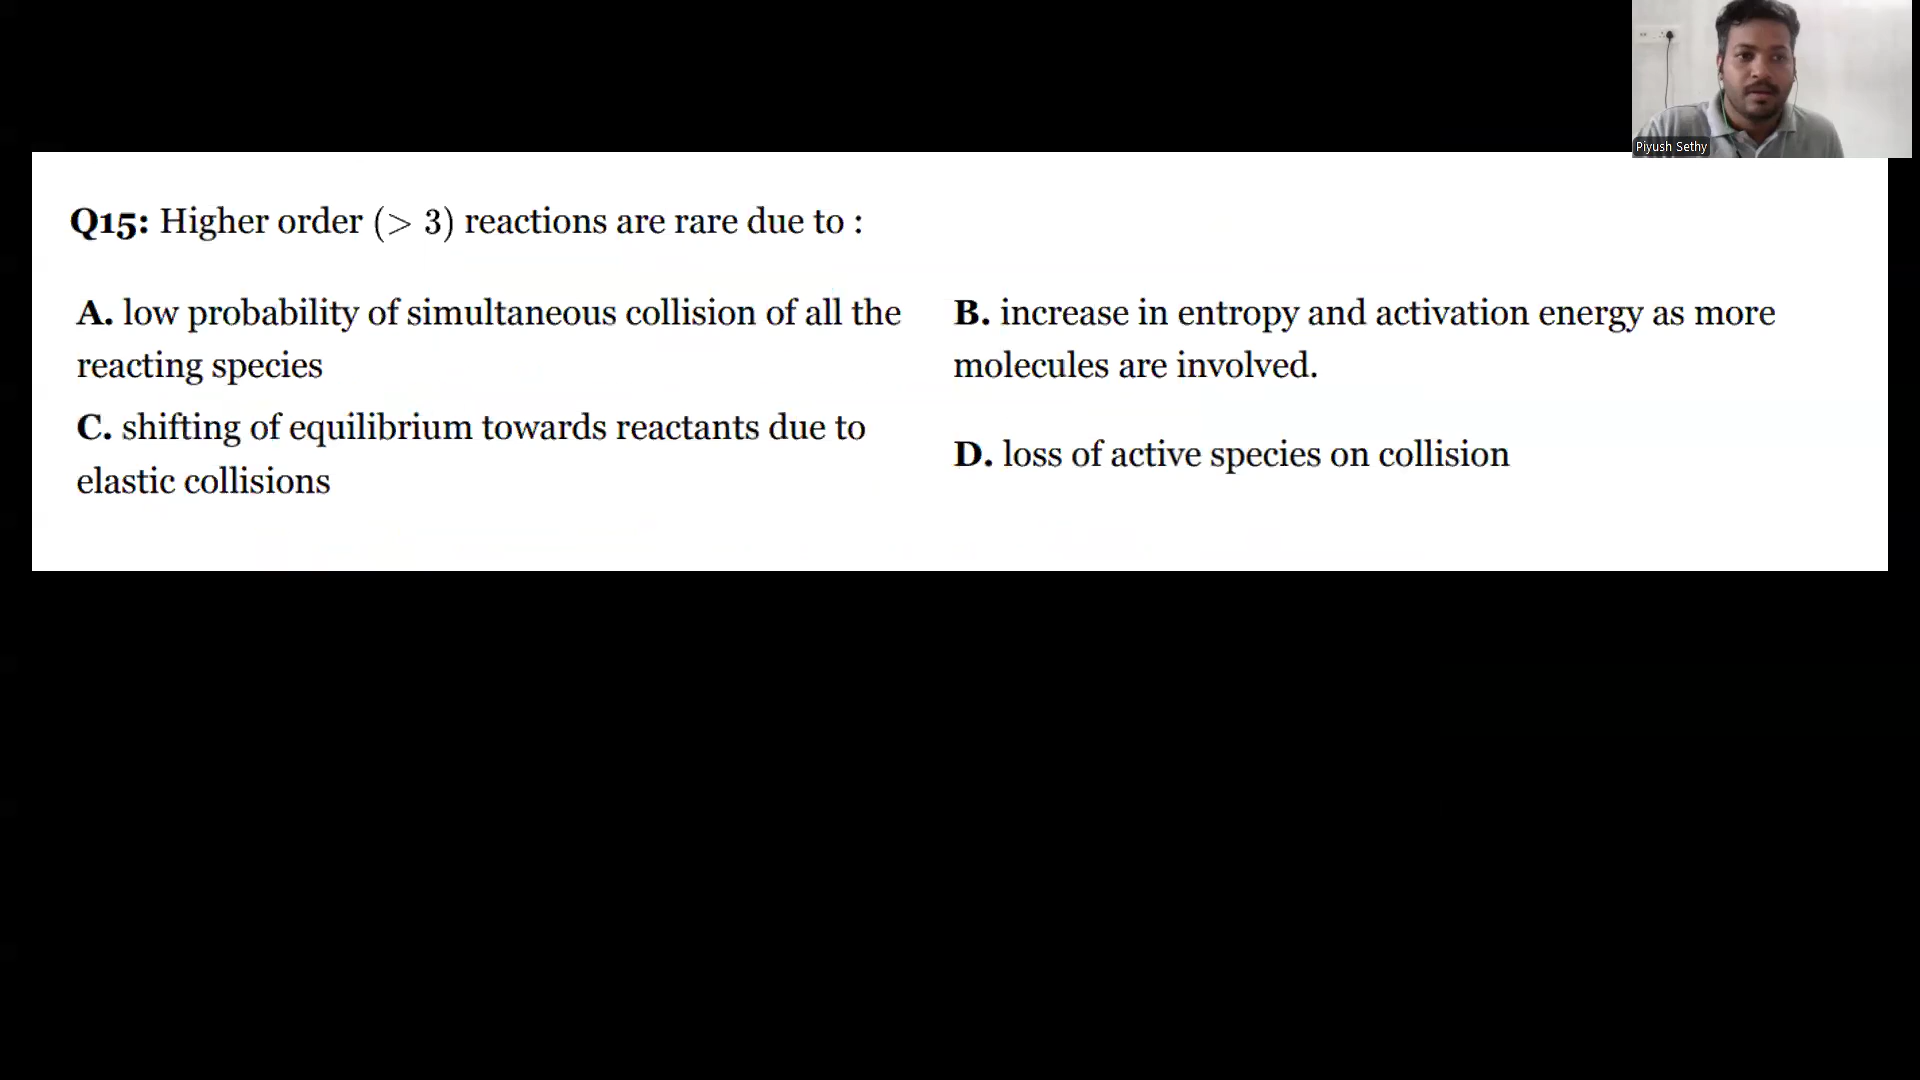 Piyush Sethy
Q15: Higher order (> 3) reactions are rare due to :
A. low probability of simultaneous collision of all the
reacting species
B. increase in entropy and activation energy as more
molecules are involved.
C. shifting of equilibrium towards reactants due to
elastic collisions
D. loss of active species on collision